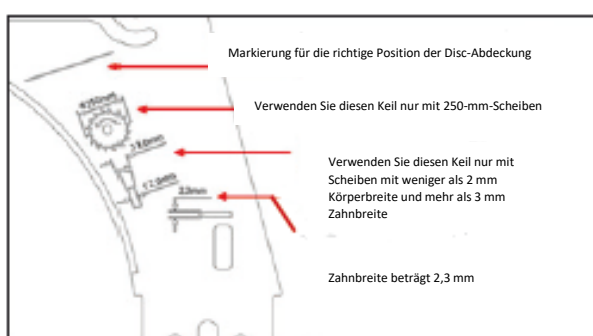 Markierung für die richtige Position der Disc-Abdeckung
Verwenden Sie diesen Keil nur mit 250-mm-Scheiben
Verwenden Sie diesen Keil nur mit
Scheiben mit weniger als 2 mm
Körperbreite und mehr als 3 mm
Zahnbreite
Zahnbreite beträgt 2,3 mm